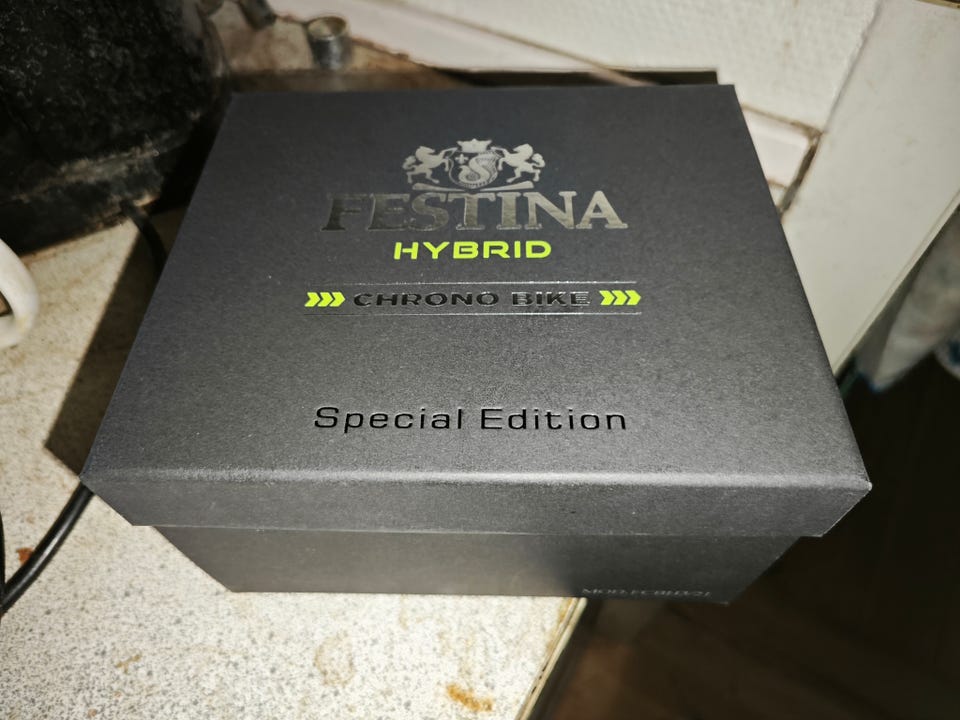 FESTINA
HYBRID
CHRONO BIKE
Special Edition